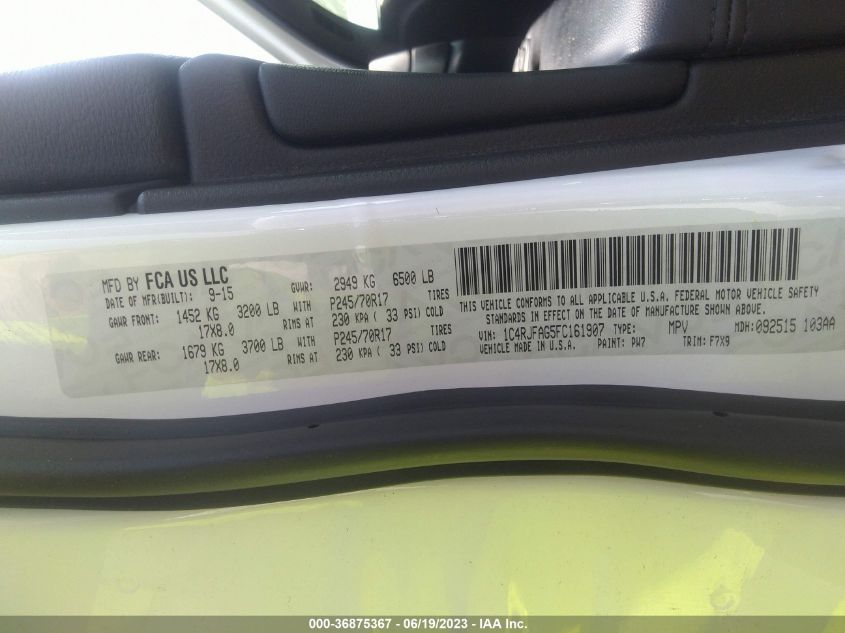 MFD BY FCA US LLC
DATE OF MFR(BUILT): 9-15 GVWR: 2949 KG 6500 LB
GAWR FRONT: 1452 KG 3200 LB WITH P245/70R17 TIRES
17X8.0 RIMS AT 230 KPA ( 33 PSI) COLD
GAWR REAR: 1679 KG 3700 LB WITH P245/70R17 TIRES
17X8.0 RIMS AT 230 KPA ( 33 PSI) COLD
THIS VEHICLE CONFORMS TO ALL APPLICABLE U.S.A. FEDERAL MOTOR VEHICLE SAFETY
STANDARDS IN EFFECT ON THE DATE OF MANUFACTURE SHOWN ABOVE.
VIN: 1C4RJFAG5FC161907 TYPE: MPV MDH:092515 103AA
VEHICLE MADE IN U.S.A. PAINT: PW7 TRIM: F7X9
000-36875367 - 06/19/2023 - IAA Inc.